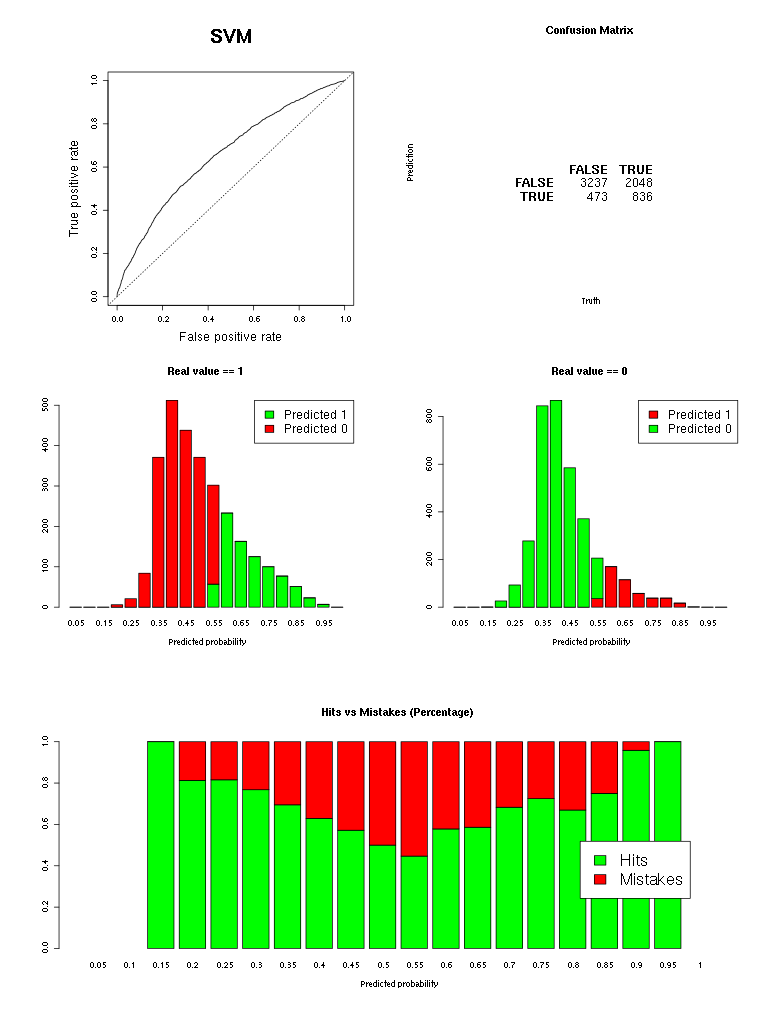 SVM
True positive rate
0.0 0.2 0.4 0.6 0.8 1.0
0.0 0.2 0.4 0.6 0.8 1.0
False positive rate
Confusion Matrix
Prediction
FALSE TRUE
FALSE 3237 2048
TRUE 473 836
Truth
Real value == 1
Predicted 1
Predicted 0
0 100 200 300 400 500
0.05 0.15 0.25 0.35 0.45 0.55 0.65 0.75 0.85 0.95
Predicted probability
Real value == 0
Predicted 1
Predicted 0
0 200 400 600 800
0.05 0.15 0.25 0.35 0.45 0.55 0.65 0.75 0.85 0.95
Predicted probability
Hits vs Mistakes (Percentage)
0.0 0.2 0.4 0.6 0.8 1.0
Hits
Mistakes
0.05 0.1 0.15 0.2 0.25 0.3 0.35 0.4 0.45 0.5 0.55 0.6 0.65 0.7 0.75 0.8 0.85 0.9 0.95 1
Predicted probability